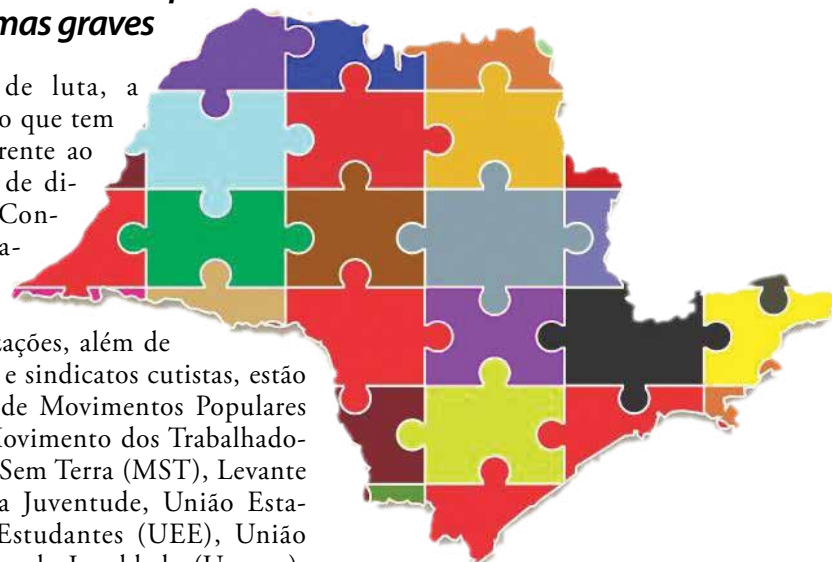 mas graves
de luta, a
o que tem
rente ao
de di-
Con-
a-
zações, além de
e sindicatos cutistas, estão
de Movimentos Populares
Movimento dos Trabalhado-
Sem Terra (MST), Levante
a Juventude, União Esta-
Estudantes (UEE), União